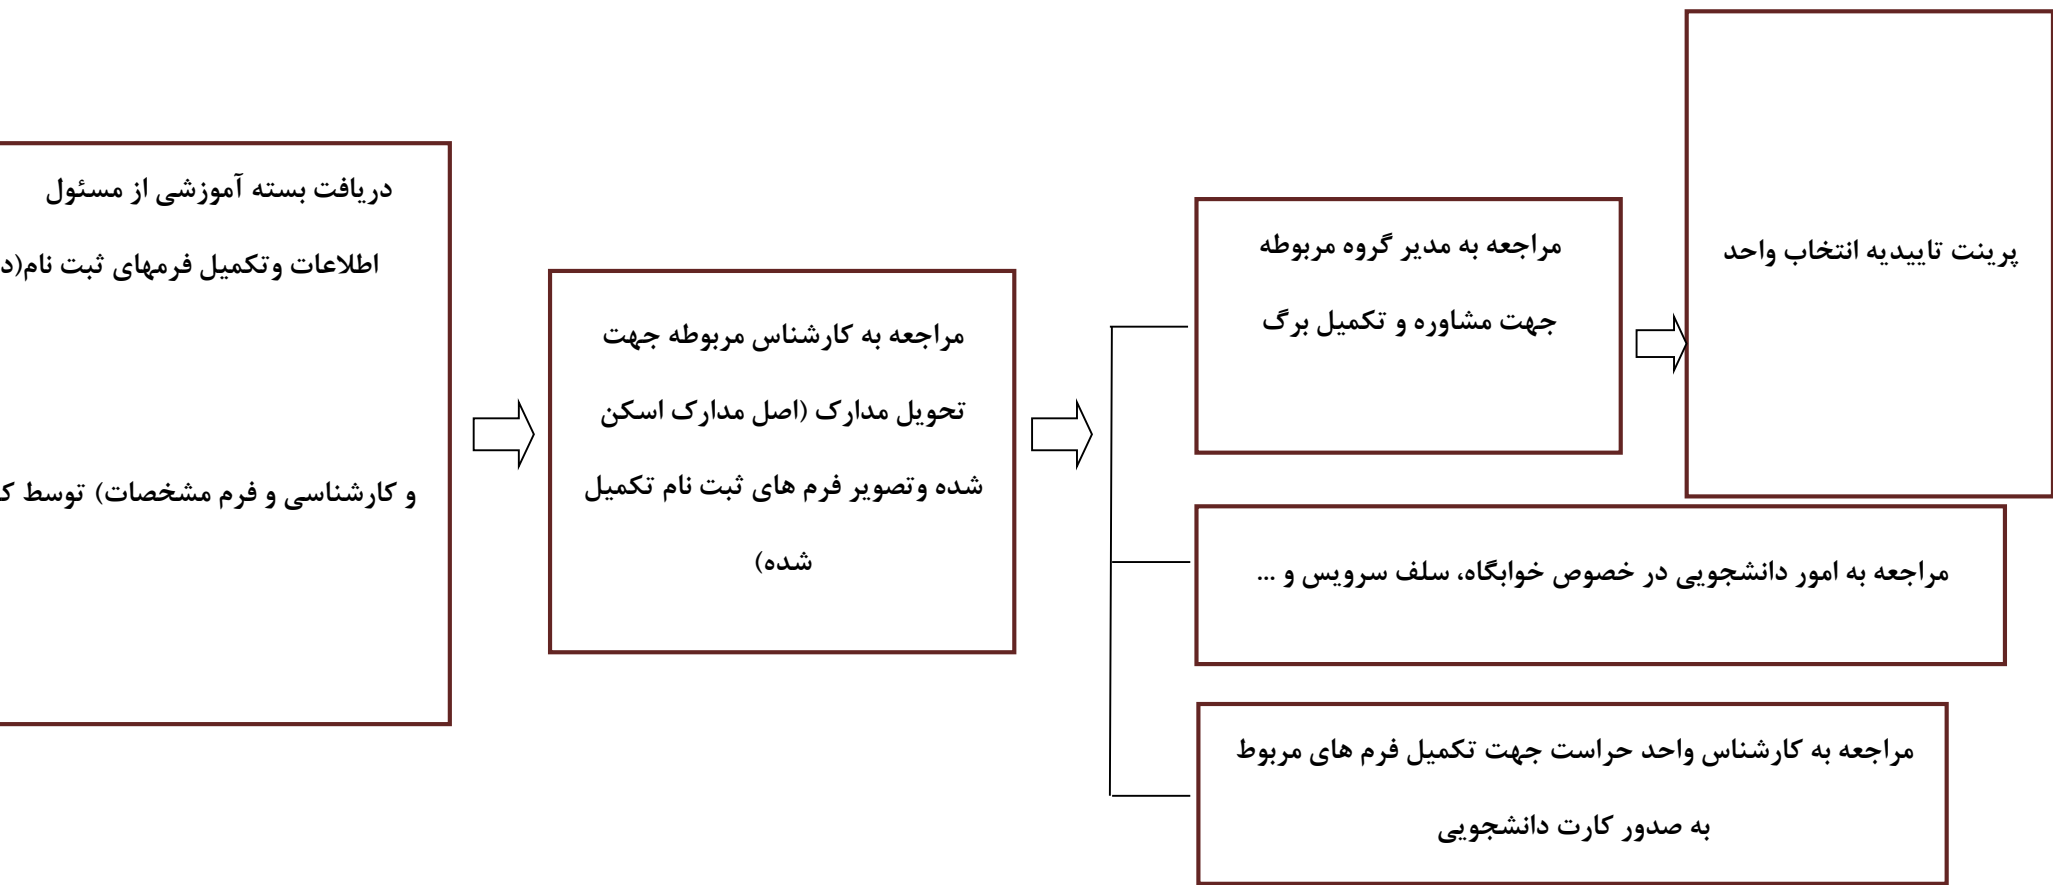 دریافت بسته آموزشی از مسئول
اطلاعات وتکمیل فرمهای ثبت نام(
و کارشناسی و فرم مشخصات) توسط
مراجعه به کارشناس مربوطه جهت
تحویل مدارک (اصل مدارک اسکن
شده وتصویر فرم های ثبت نام تکمیل
شده)
مراجعه به مدیر گروه مربوطه
جهت مشاوره و تکمیل برگ
پرینت تاییدیه انتخاب واحد
مراجعه به امور دانشجویی در خصوص خوابگاه، سلف سرویس و ...
مراجعه به کارشناس واحد حراست جهت تکمیل فرم های مربوط
به صدور کارت دانشجویی